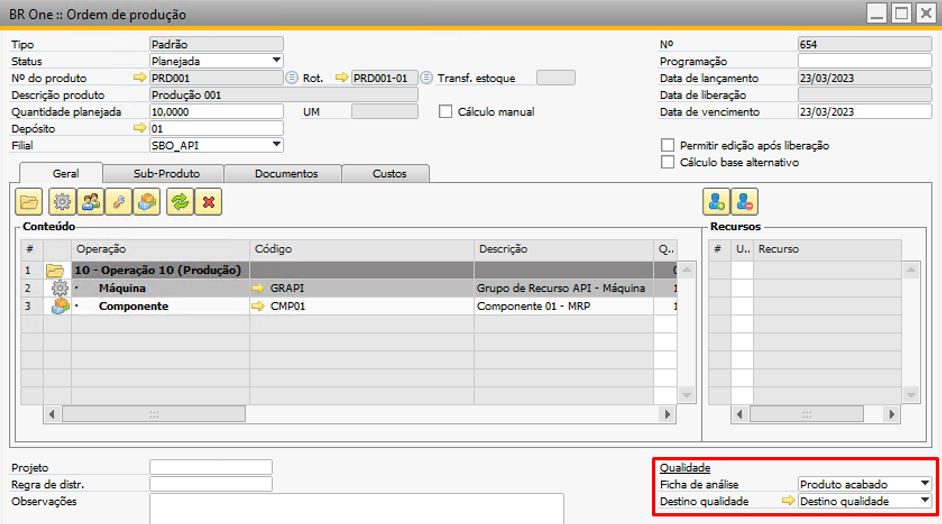 BR One :: Ordem de produção
Tipo Padrão Nº 654
Status Planejada Programação
Nº do produto PRD001 Rot. PRD001-01 Transf. estoque Data de lançamento 23/03/2023
Descrição produto Produção 001 Data de liberação
Quantidade planejada 10,0000 UM Cálculo manual Data de vencimento 23/03/2023
Depósito 01
Filial SBO_API Permitir edição após liberação
Cálculo base alternativo
Geral Sub-Produto Documentos Custos
Conteúdo Recursos
# Operação Código Descrição Q.. # U.. Recurso
1 10 - Operação 10 (Produção) 0
2 · Máquina GRAPI Grupo de Recurso API - Máquina 1
3 · Componente CMP01 Componente 01 - MRP 1
Projeto Qualidade
Regra de distr. Ficha de análise Produto acabado
Observações Destino qualidade Destino qualidade